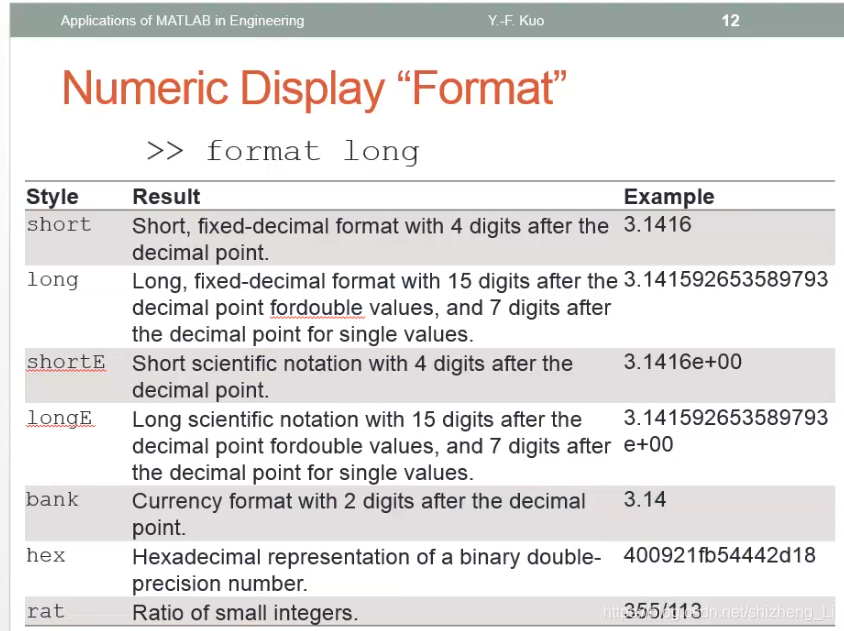 Applications of MATLAB in Engineering Y.-F. Kuo 12
Numeric Display “Format”
>> format long
Style Result Example
short Short, fixed-decimal format with 4 digits after the 3.1416
decimal point.
long Long, fixed-decimal format with 15 digits after the 3.141592653589793
decimal point fordouble values, and 7 digits after
the decimal point for single values.
shortE Short scientific notation with 4 digits after the 3.1416e+00
decimal point.
longE Long scientific notation with 15 digits after the 3.141592653589793
decimal point fordouble values, and 7 digits after e+00
the decimal point for single values.
bank Currency format with 2 digits after the decimal 3.14
point.
hex Hexadecimal representation of a binary double- 400921fb54442d18
precision number.
rat Ratio of small integers. 355/113